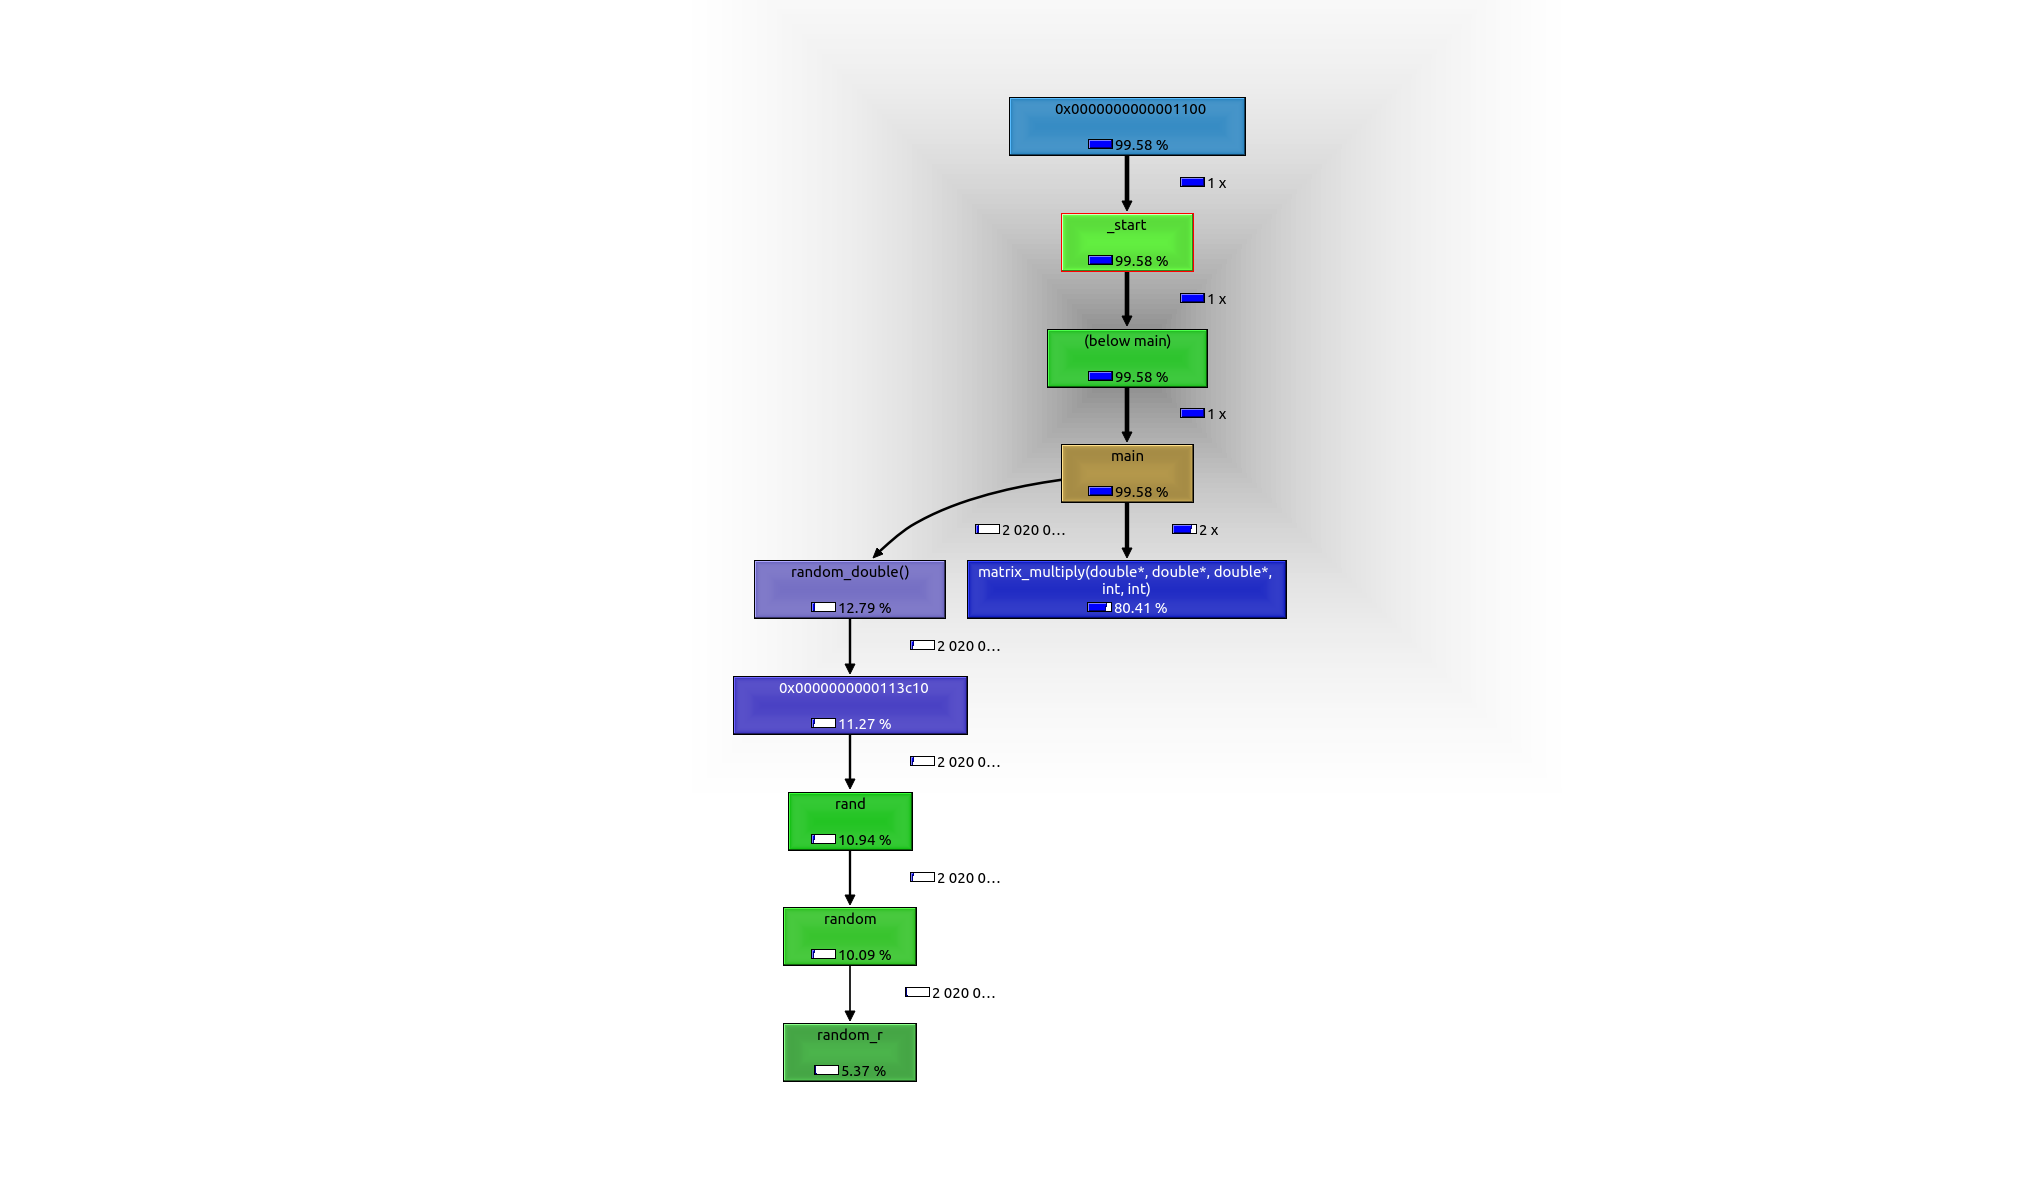 0x0000000000001100
99.58 %
1 x
_start
99.58 %
1 x
(below main)
99.58 %
1 x
main
99.58 %
2 020 0...
2 x
random_double()
12.79 %
matrix_multiply(double*, double*, double*,
int, int)
80.41 %
2 020 0...
0x0000000000113c10
11.27 %
2 020 0...
rand
10.94 %
2 020 0...
random
10.09 %
2 020 0...
random_r
5.37 %